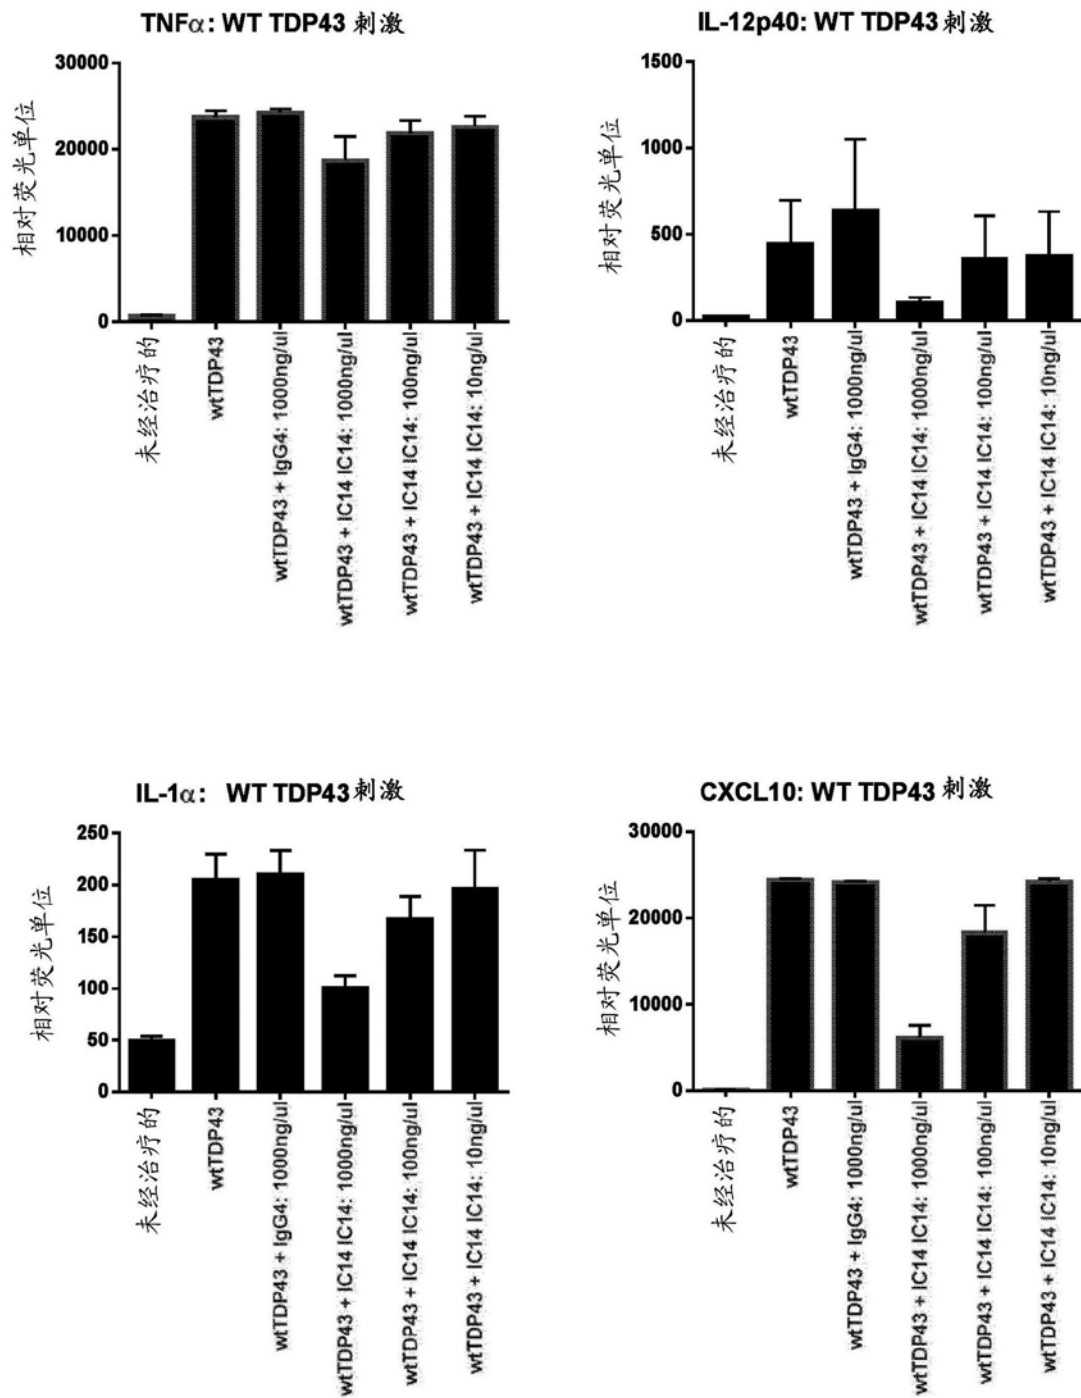 TNFα: WT TDP43 刺激
相对荧光单位
30000
20000
10000
0
未经治疗的
wtTDP43
wtTDP43 + IgG4: 1000ng/ul
wtTDP43 + IC14 IC14: 1000ng/ul
wtTDP43 + IC14 IC14: 100ng/ul
wtTDP43 + IC14 IC14: 10ng/ul
IL-12p40: WT TDP43 刺激
相对荧光单位
1500
1000
500
0
未经治疗的
wtTDP43
wtTDP43 + IgG4: 1000ng/ul
wtTDP43 + IC14 IC14: 1000ng/ul
wtTDP43 + IC14 IC14: 100ng/ul
wtTDP43 + IC14 IC14: 10ng/ul
IL-1α: WT TDP43 刺激
相对荧光单位
250
200
150
100
50
0
未经治疗的
wtTDP43
wtTDP43 + IgG4: 1000ng/ul
wtTDP43 + IC14 IC14: 1000ng/ul
wtTDP43 + IC14 IC14: 100ng/ul
wtTDP43 + IC14 IC14: 10ng/ul
CXCL10: WT TDP43 刺激
相对荧光单位
30000
20000
10000
0
未经治疗的
wtTDP43
wtTDP43 + IgG4: 1000ng/ul
wtTDP43 + IC14 IC14: 1000ng/ul
wtTDP43 + IC14 IC14: 100ng/ul
wtTDP43 + IC14 IC14: 10ng/ul